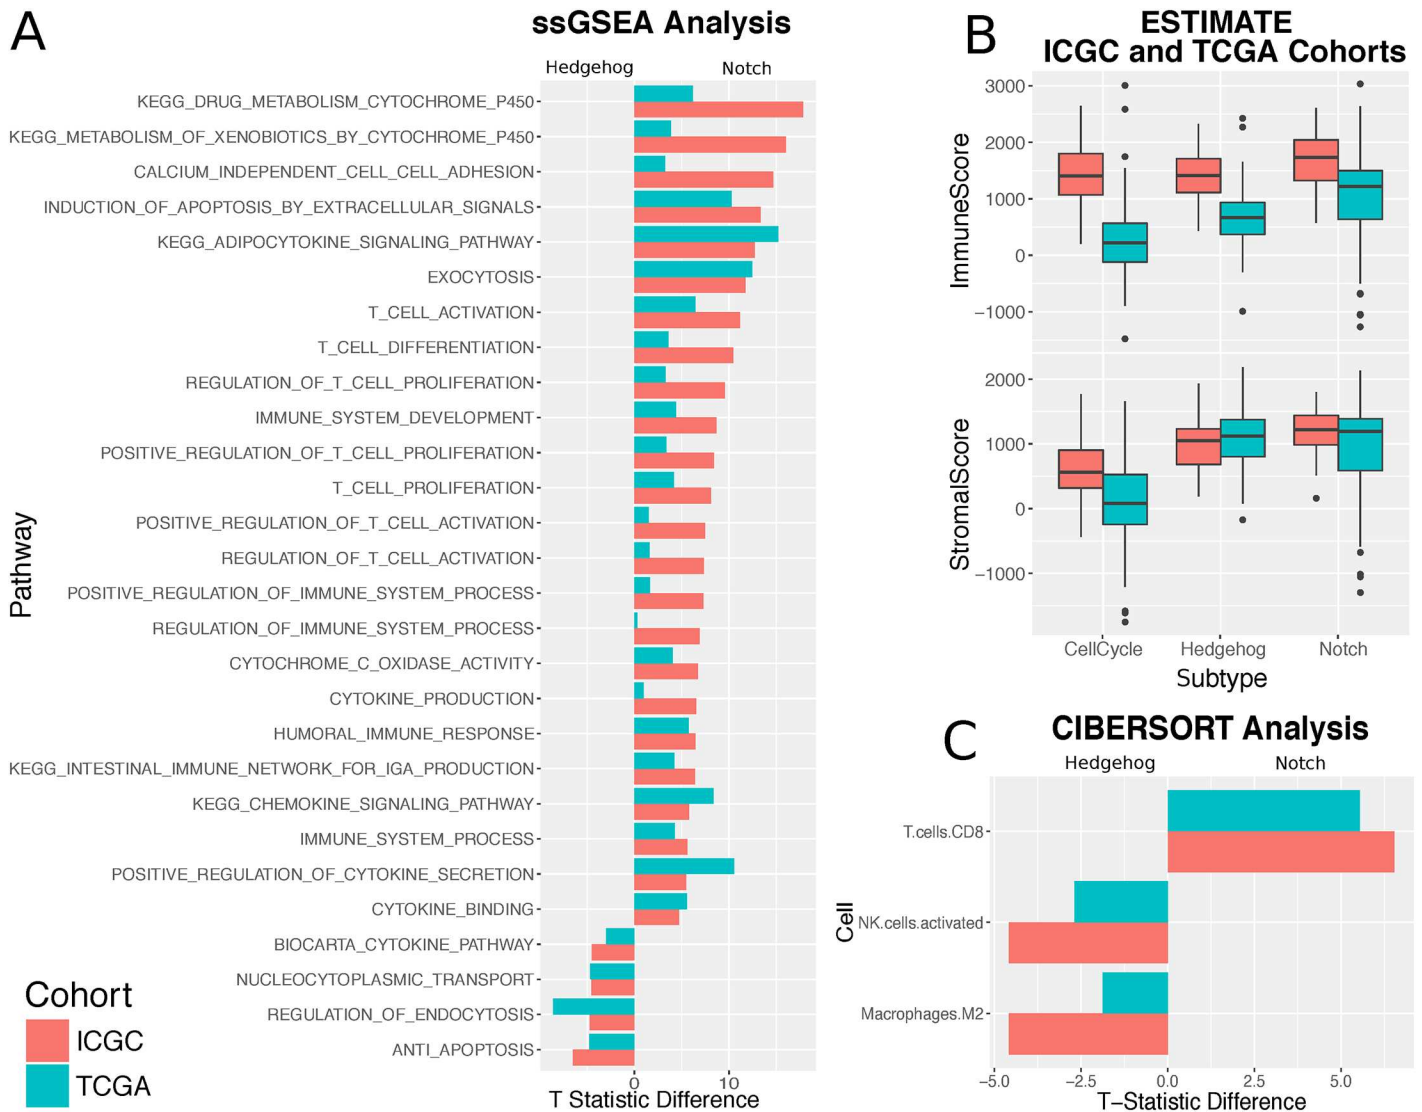 A
ssGSEA Analysis
Hedgehog
Notch
KEGG_DRUG_METABOLISM_CYTOCHROME_P450
KEGG_METABOLISM_OF_XENOBIOTICS_BY_CYTOCHROME_P450
CALCIUM_INDEPENDENT_CELL_CELL_ADHESION
INDUCTION_OF_APOPTOSIS_BY_EXTRACELLULAR_SIGNALS
KEGG_ADIPOCYTOKINE_SIGNALING_PATHWAY
EXOCYTOSIS
T_CELL_ACTIVATION
T_CELL_DIFFERENTIATION
REGULATION_OF_T_CELL_PROLIFERATION
IMMUNE_SYSTEM_DEVELOPMENT
POSITIVE_REGULATION_OF_T_CELL_PROLIFERATION
T_CELL_PROLIFERATION
POSITIVE_REGULATION_OF_T_CELL_ACTIVATION
REGULATION_OF_T_CELL_ACTIVATION
POSITIVE_REGULATION_OF_IMMUNE_SYSTEM_PROCESS
REGULATION_OF_IMMUNE_SYSTEM_PROCESS
CYTOCHROME_C_OXIDASE_ACTIVITY
CYTOKINE_PRODUCTION
HUMORAL_IMMUNE_RESPONSE
KEGG_INTESTINAL_IMMUNE_NETWORK_FOR_IGA_PRODUCTION
KEGG_CHEMOKINE_SIGNALING_PATHWAY
IMMUNE_SYSTEM_PROCESS
POSITIVE_REGULATION_OF_CYTOKINE_SECRETION
CYTOKINE_BINDING
BIOCARTA_CYTOKINE_PATHWAY
NUCLEOCYTOPLASMIC_TRANSPORT
REGULATION_OF_ENDOCYTOSIS
ANTI_APOPTOSIS
Pathway
0
10
T Statistic Difference
Cohort
ICGC
TCGA
B
ESTIMATE
ICGC and TCGA Cohorts
ImmuneScore
3000
2000
1000
0
−1000
StromalScore
2000
1000
0
−1000
CellCycle
Hedgehog
Notch
Subtype
C
CIBERSORT Analysis
Hedgehog
Notch
Cell
T.cells.CD8
NK.cells.activated
Macrophages.M2
−5.0
−2.5
0.0
2.5
5.0
T−Statistic Difference